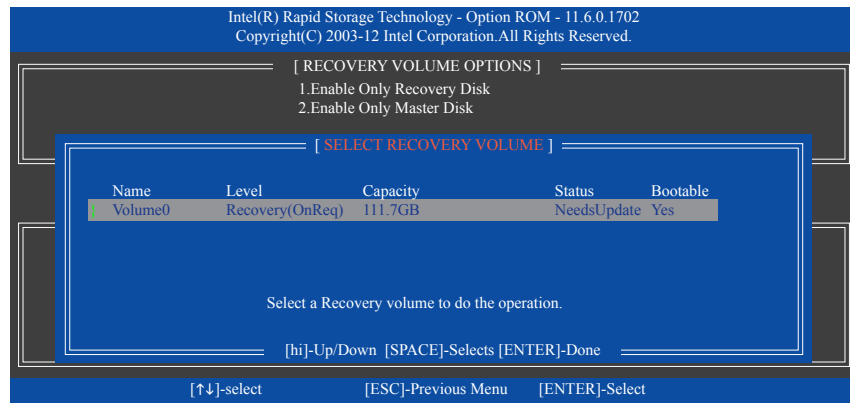 Intel(R) Rapid Storage Technology - Option ROM - 11.6.0.1702
Copyright(C) 2003-12 Intel Corporation.All Rights Reserved.
[ RECOVERY VOLUME OPTIONS ]
1.Enable Only Recovery Disk
2.Enable Only Master Disk
[ SELECT RECOVERY VOLUME ]
Name Level Capacity Status Bootable
Volume0 Recovery(OnReq) 111.7GB NeedsUpdate Yes
Select a Recovery volume to do the operation.
[hi]-Up/Down [SPACE]-Selects [ENTER]-Done
[↑↓]-select [ESC]-Previous Menu [ENTER]-Select